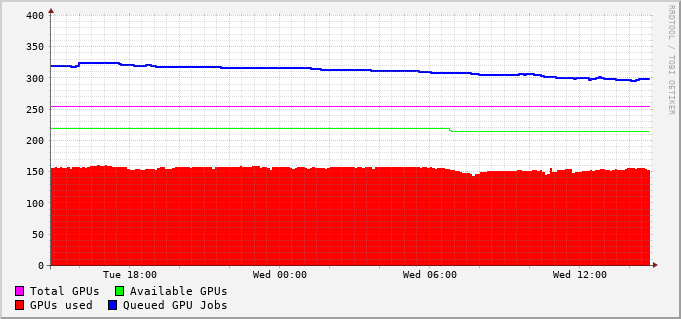 RRDTOOL / TOBI OETIKER
400
350
300
250
200
150
100
50
0
Tue 18:00 Wed 00:00 Wed 06:00 Wed 12:00
Total GPUs Available GPUs
GPUs used Queued GPU Jobs